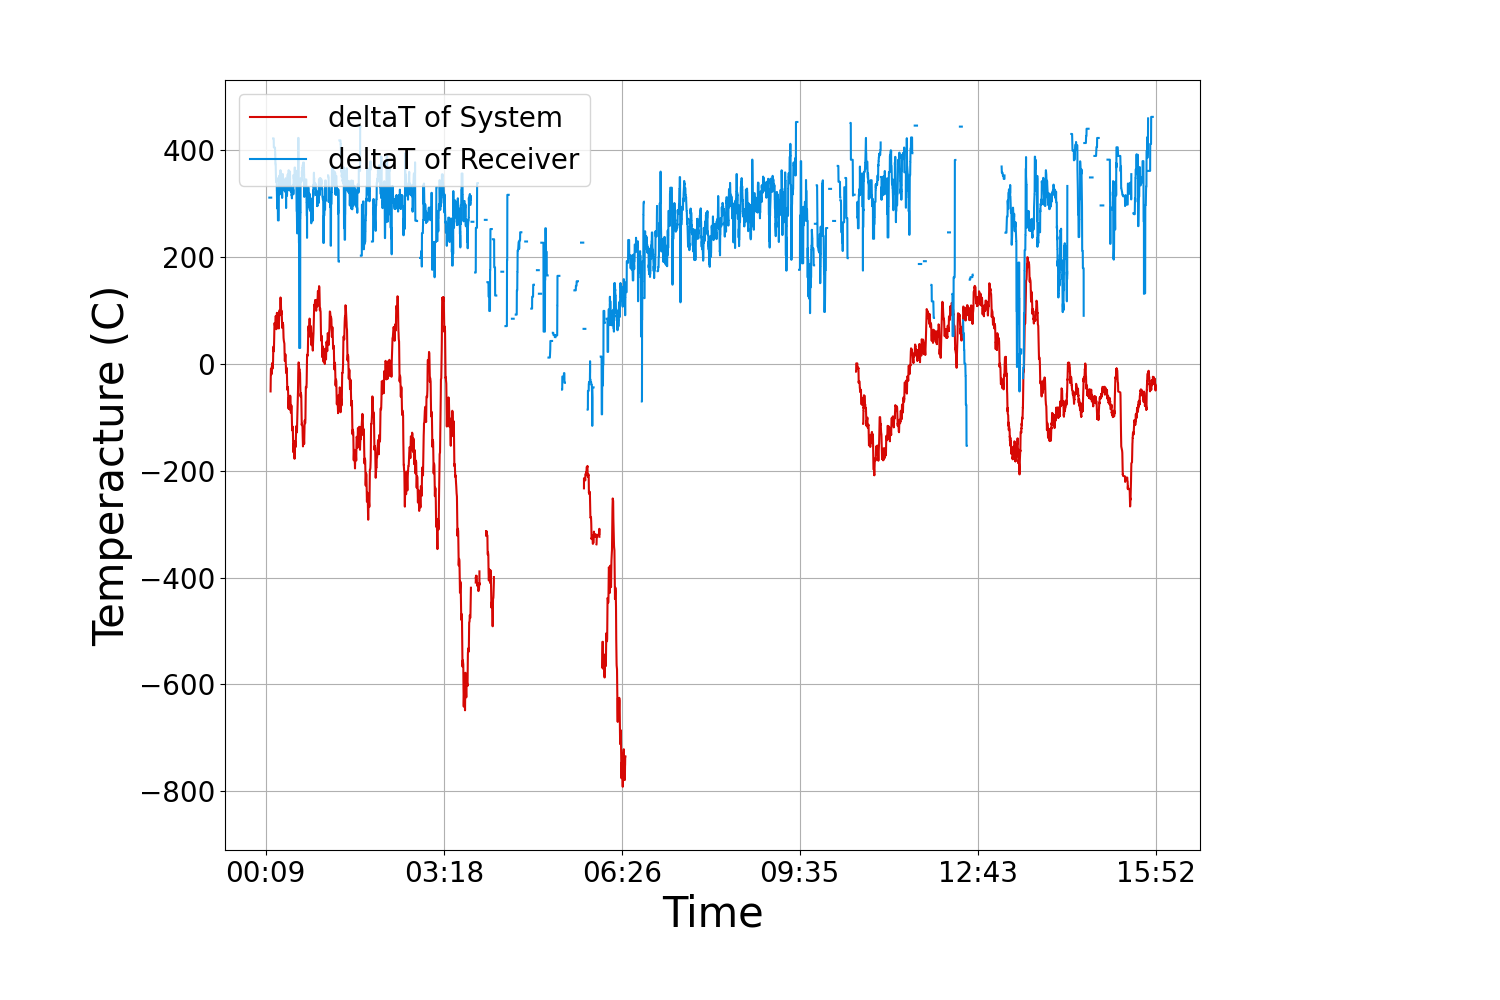 deltaT of System
deltaT of Receiver
400
200
0
−200
−400
−600
−800
Temperacture (C)
00:09 03:18 06:26 09:35 12:43 15:52
Time